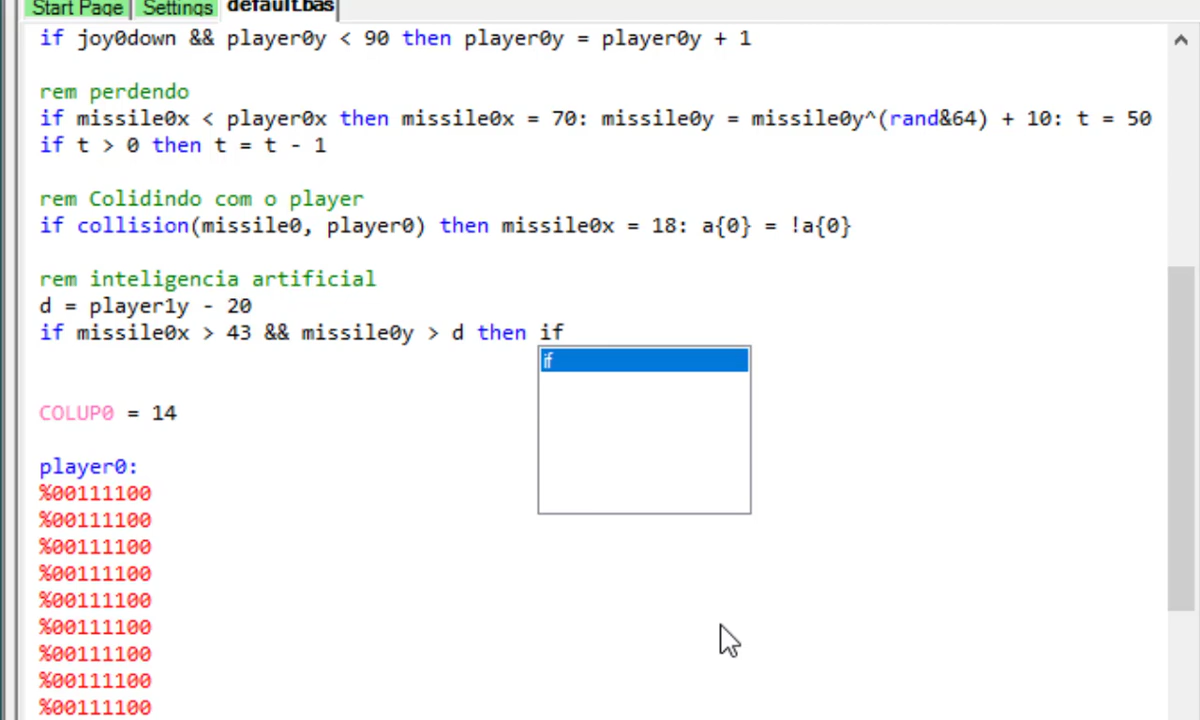 Start Page Settings default.bas
if joy0down && player0y < 90 then player0y = player0y + 1
rem perdendo
if missile0x < player0x then missile0x = 70: missile0y = missile0y^(rand&64) + 10: t = 50
if t > 0 then t = t - 1
rem Colidindo com o player
if collision(missile0, player0) then missile0x = 18: a{0} = !a{0}
rem inteligencia artificial
d = player1y - 20
if missile0x > 43 && missile0y > d then if
if
COLUP0 = 14
player0:
%00111100
%00111100
%00111100
%00111100
%00111100
%00111100
%00111100
%00111100
%00111100